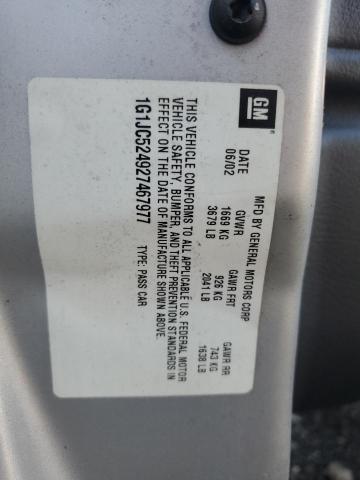 GM
MFD BY GENERAL MOTORS CORP
DATE GVWR GAWR FRT GAWR RR
06/02 1669 KG 926 KG 743 KG
3679 LB 2041 LB 1638 LB
THIS VEHICLE CONFORMS TO ALL APPLICABLE U.S. FEDERAL MOTOR
VEHICLE SAFETY, BUMPER, AND THEFT PREVENTION STANDARDS IN
EFFECT ON THE DATE OF MANUFACTURE SHOWN ABOVE.
1G1JC524927467977 TYPE: PASS CAR